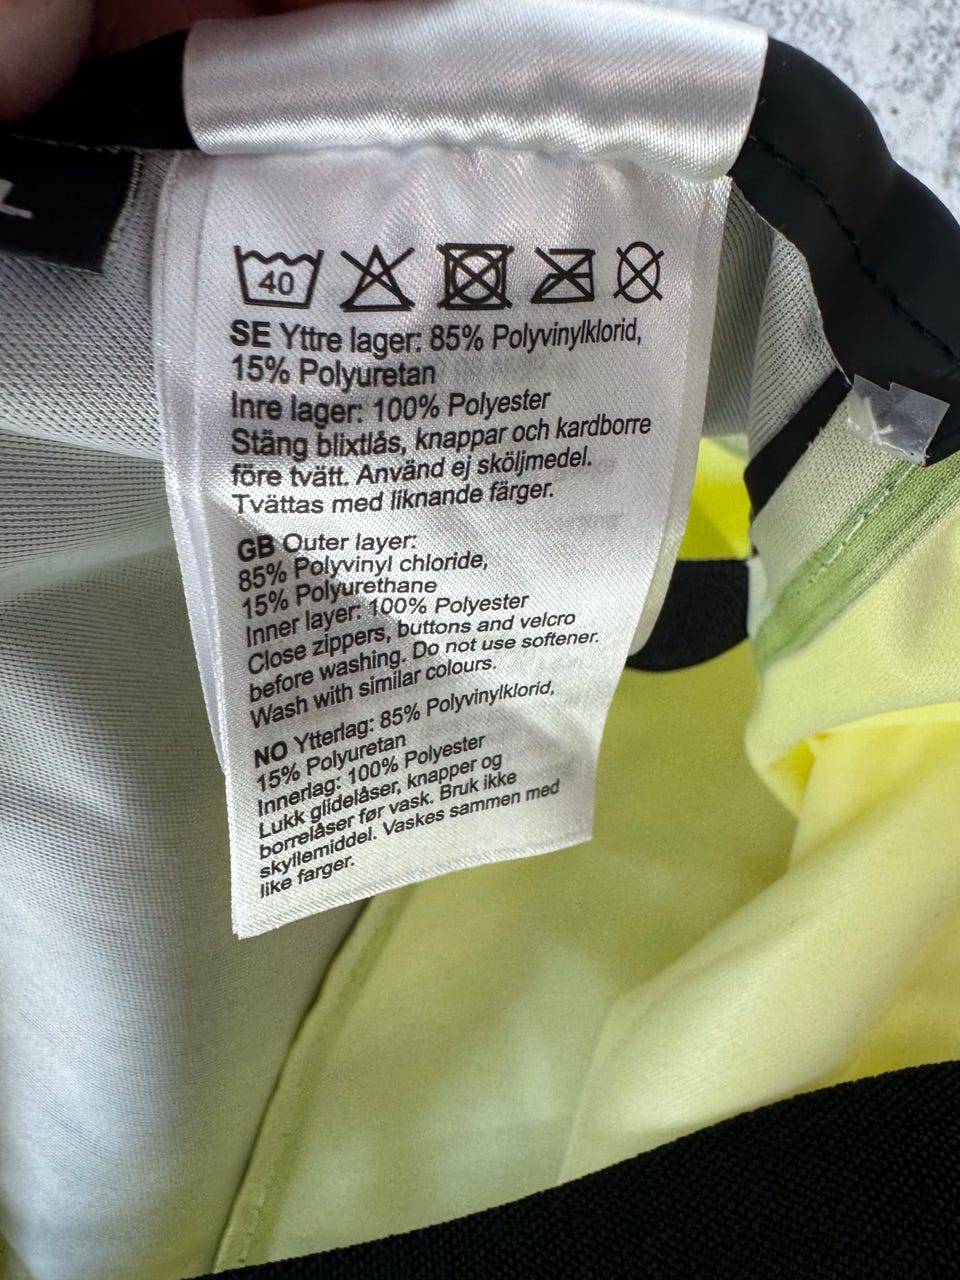 40
SE Yttre lager: 85% Polyvinylklorid,
15% Polyuretan
Inre lager: 100% Polyester
Stäng blixtlås, knappar och kardborre
före tvätt. Använd ej sköljmedel.
Tvättas med liknande färger.
GB Outer layer:
85% Polyvinyl chloride,
15% Polyurethane
Inner layer: 100% Polyester
Close zippers, buttons and velcro
before washing. Do not use softener.
Wash with similar colours.
NO Ytterlag: 85% Polyvinylklorid,
15% Polyuretan
Innerlag: 100% Polyester
Lukk glidelåser, knapper og
borrelåser før vask. Bruk ikke
skyllemiddel. Vaskes sammen med
like farger.